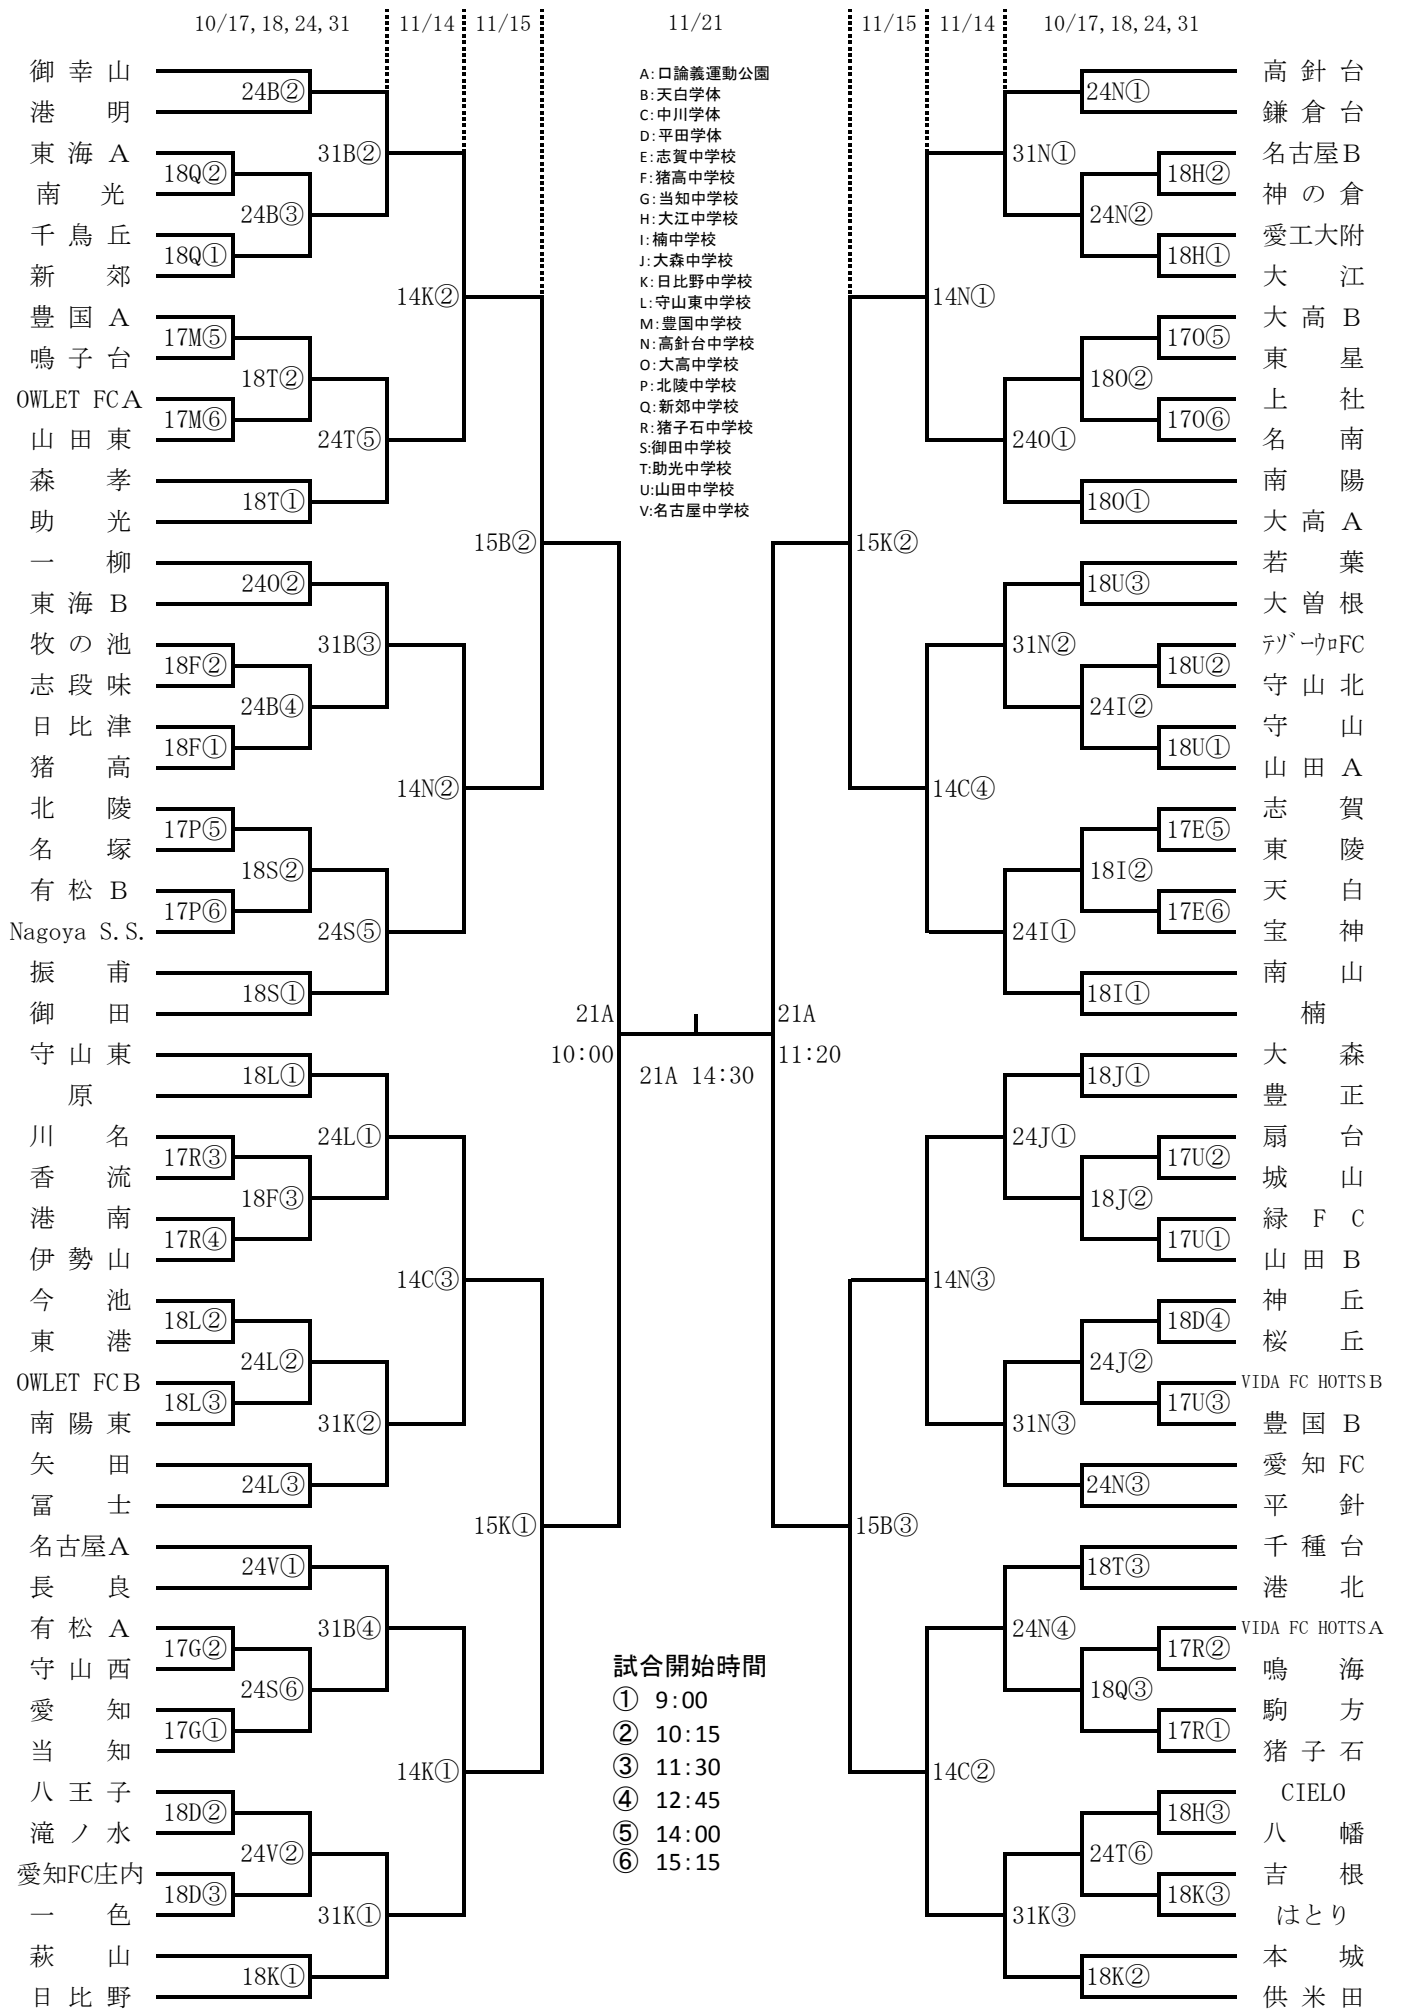 10/17,18,24,31 11/14 11/15 11/21 11/15 11/14 10/17,18,24,31
A:口論義運動公園
B:天白学体
C:中川学体
D:平田学体
E:志賀中学校
F:猪高中学校
G:当知中学校
H:大江中学校
I:楠中学校
J:大森中学校
K:日比野中学校
L:守山東中学校
M:豊国中学校
N:高針台中学校
O:大高中学校
P:北陵中学校
Q:新郊中学校
R:猪子石中学校
S:御田中学校
T:助光中学校
U:山田中学校
V:名古屋中学校
御幸山
24B②
港明
31B②
東海A
18Q②
南光
24B③
千鳥丘
18Q①
新郊
14K②
豊国A
17M⑤
鳴子台
18T②
OWLET FC A
17M⑥
山田東
24T⑤
森孝
18T①
助光
15B②
一柳
24O②
東海B
31B③
牧の池
18F②
志段味
24B④
日比津
18F①
猪高
14N②
北陵
17P⑤
名塚
18S②
有松B
17P⑥
Nagoya S.S.
24S⑤
振甫
18S①
御田
21A
10:00
守山東
18L①
原
24L①
川名
17R③
香流
18F③
港南
17R④
伊勢山
14C③
今池
18L②
東港
24L②
OWLET FC B
18L③
南陽東
31K②
矢田
24L③
冨士
15K①
名古屋A
24V①
長良
31B④
有松A
17G②
守山西
24S⑥
愛知
17G①
当知
14K①
八王子
18D②
滝ノ水
24V②
愛知FC庄内
18D③
一色
31K①
萩山
18K①
日比野
21A 14:30
試合開始時間
① 9:00
② 10:15
③ 11:30
④ 12:45
⑤ 14:00
⑥ 15:15
高針台
24N①
鎌倉台
31N①
名古屋B
18H②
神の倉
24N②
愛工大附
18H①
大江
14N①
大高B
17O⑤
東星
18O②
上社
17O⑥
名南
24O①
南陽
18O①
大高A
15K②
若葉
18U③
大曽根
31N②
テゾーウロFC
18U②
守山北
24I②
守山
18U①
山田A
14C④
志賀
17E⑤
東陵
18I②
天白
17E⑥
宝神
24I①
南山
18I①
楠
21A
11:20
大森
18J①
豊正
24J①
扇台
17U②
城山
18J②
緑FC
17U①
山田B
14N③
神丘
18D④
桜丘
24J②
VIDA FC HOTTS B
17U③
豊国B
31N③
愛知FC
24N③
平針
15B③
千種台
18T③
港北
24N④
VIDA FC HOTTS A
17R②
鳴海
18Q③
駒方
17R①
猪子石
14C②
CIELO
18H③
八幡
24T⑥
吉根
18K③
はとり
31K③
本城
18K②
供米田